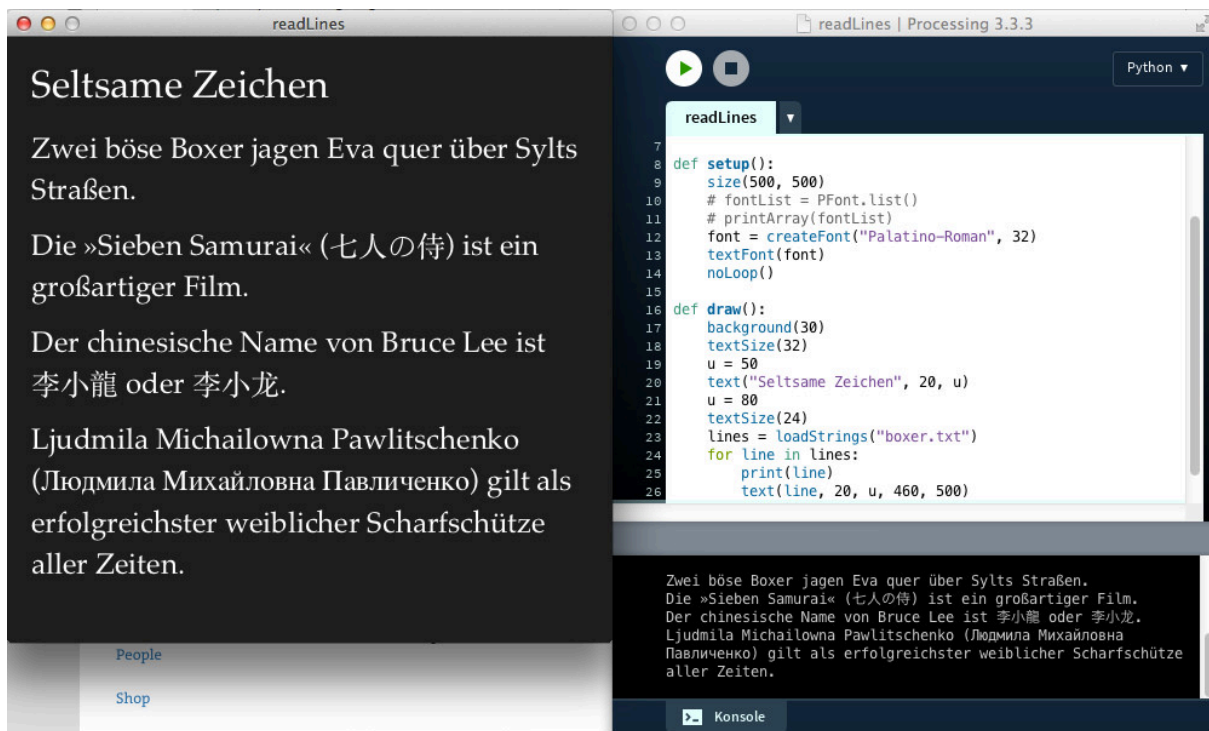 readLines
Seltsame Zeichen
Zwei böse Boxer jagen Eva quer über Sylts
Straßen.
Die »Sieben Samurai« (七人の侍) ist ein
großartiger Film.
Der chinesische Name von Bruce Lee ist
李小龍 oder 李小龙.
Ljudmila Michailowna Pawlitschenko
(Людмила Михайловна Павличенко) gilt als
erfolgreichster weiblicher Scharfschütze
aller Zeiten.
People
Shop
readLines | Processing 3.3.3
Python ▾
readLines ▾
7
8 def setup():
9     size(500, 500)
10     # fontList = PFont.list()
11     # printArray(fontList)
12     font = createFont("Palatino-Roman", 32)
13     textFont(font)
14     noLoop()
15
16 def draw():
17     background(30)
18     textSize(32)
19     u = 50
20     text("Seltsame Zeichen", 20, u)
21     u = 80
22     textSize(24)
23     lines = loadStrings("boxer.txt")
24     for line in lines:
25         print(line)
26         text(line, 20, u, 460, 500)
Zwei böse Boxer jagen Eva quer über Sylts Straßen.
Die »Sieben Samurai« (七人の侍) ist ein großartiger Film.
Der chinesische Name von Bruce Lee ist 李小龍 oder 李小龙.
Ljudmila Michailowna Pawlitschenko (Людмила Михайловна
Павличенко) gilt als erfolgreichster weiblicher Scharfschütze
aller Zeiten.
>_ Konsole